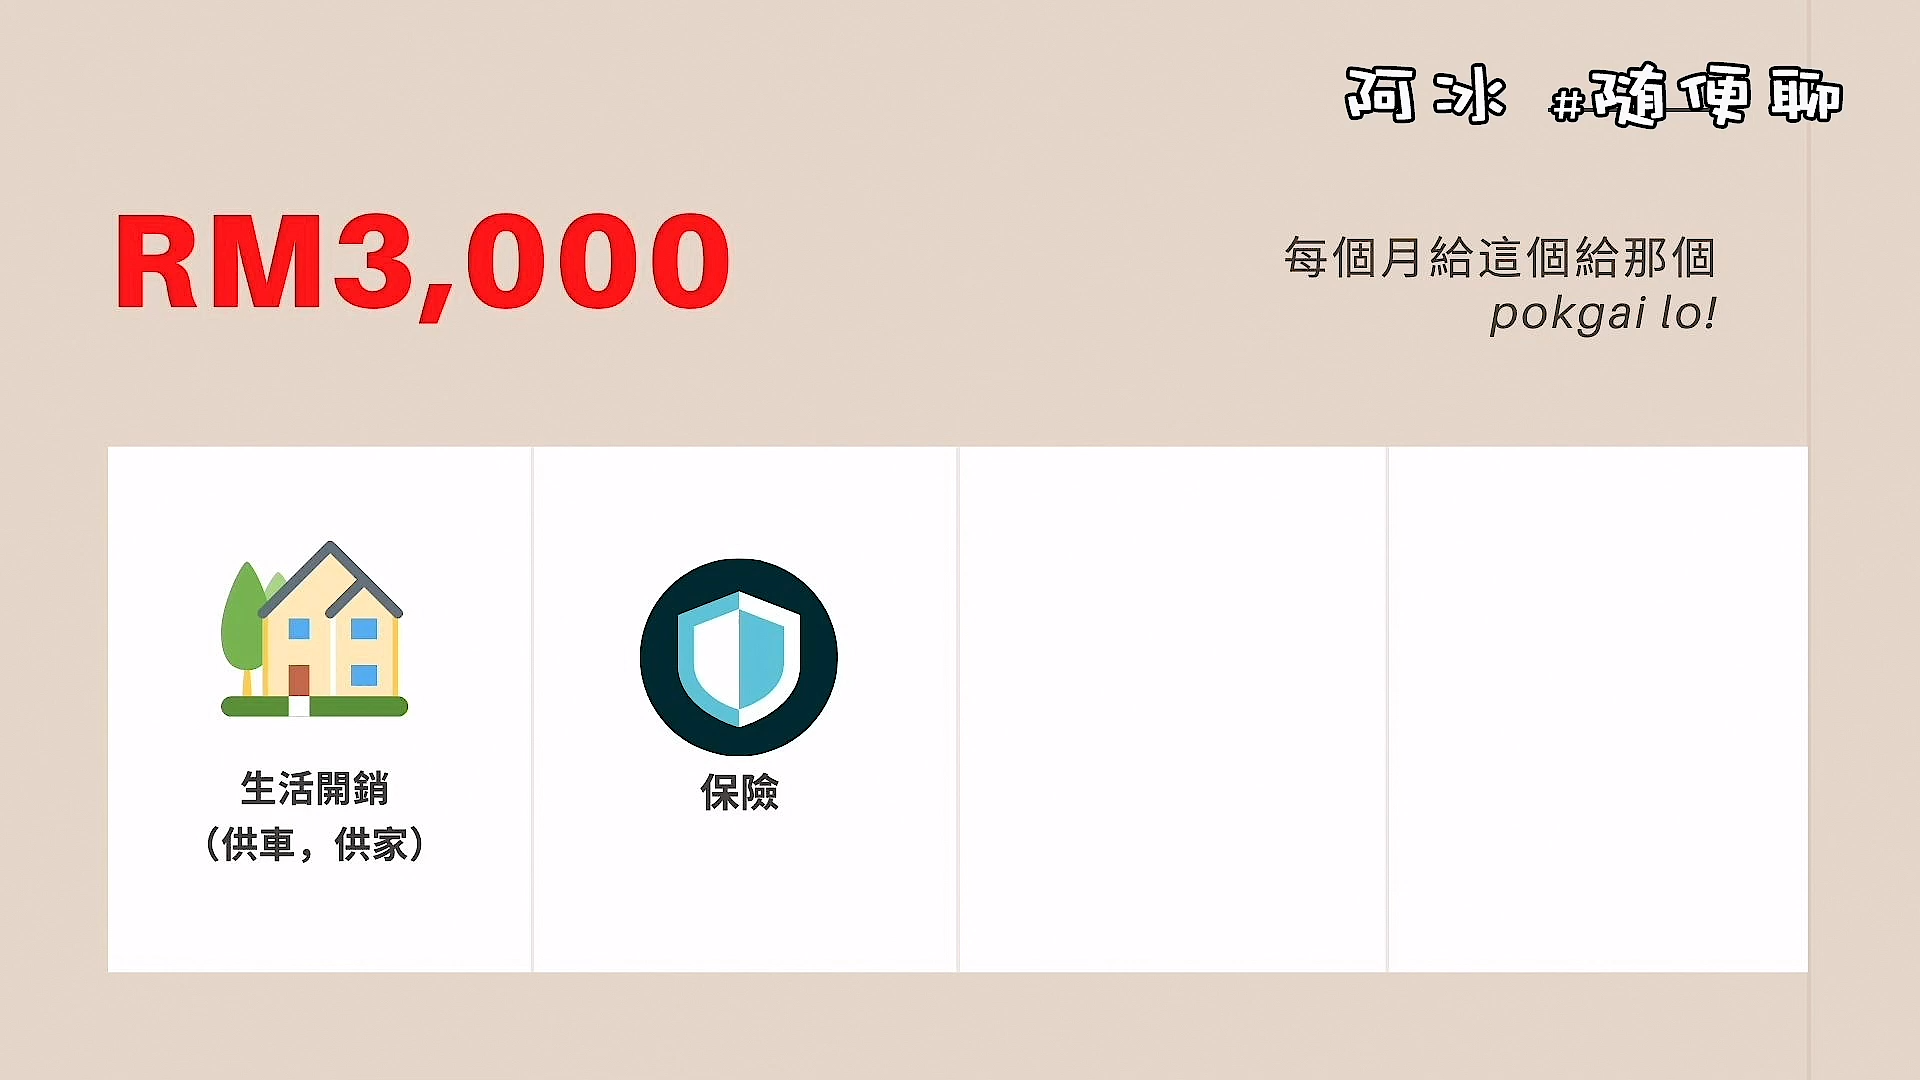 阿冰 #随便聊
RM3,000
每個月給這個給那個
pokgai lo!
生活開銷
（供車，供家）
保險